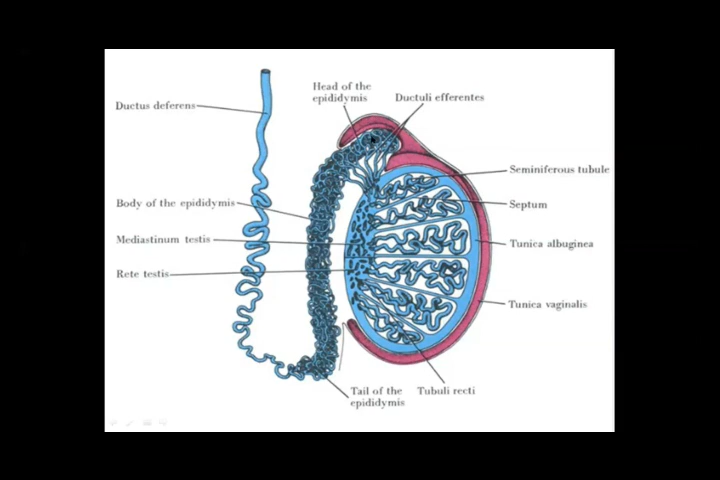 Head of the
epididymis
Ductuli efferentes
Ductus deferens
Seminiferous tubule
Body of the epididymis
Septum
Mediastinum testis
Tunica albuginea
Rete testis
Tunica vaginalis
Tail of the
epididymis
Tubuli recti